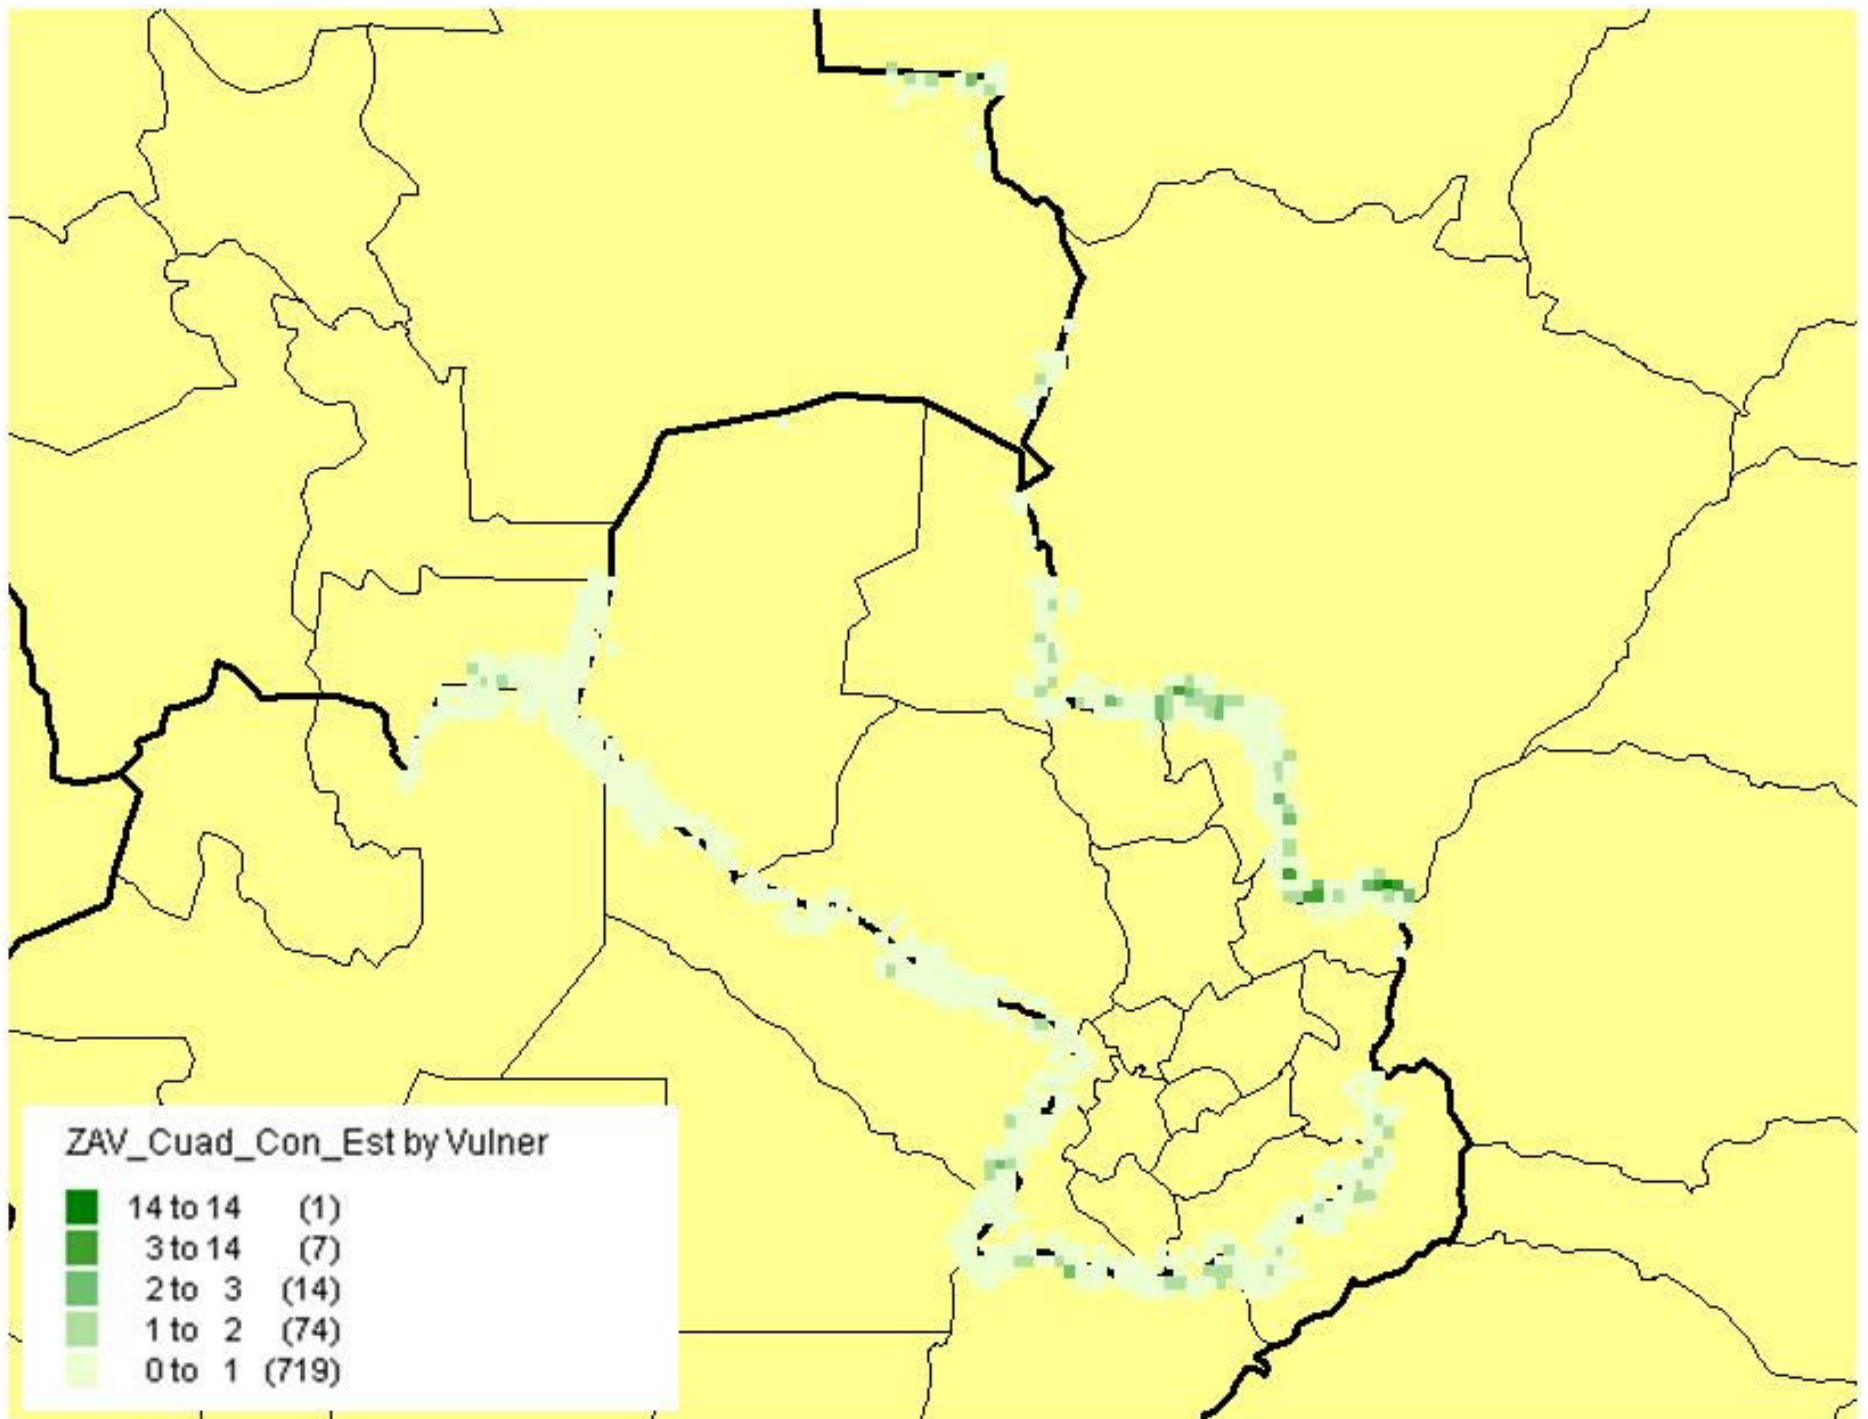 ZAV_Cuad_Con_Est by Vulner
14 to 14 (1)
3 to 14 (7)
2 to 3 (14)
1 to 2 (74)
0 to 1 (719)